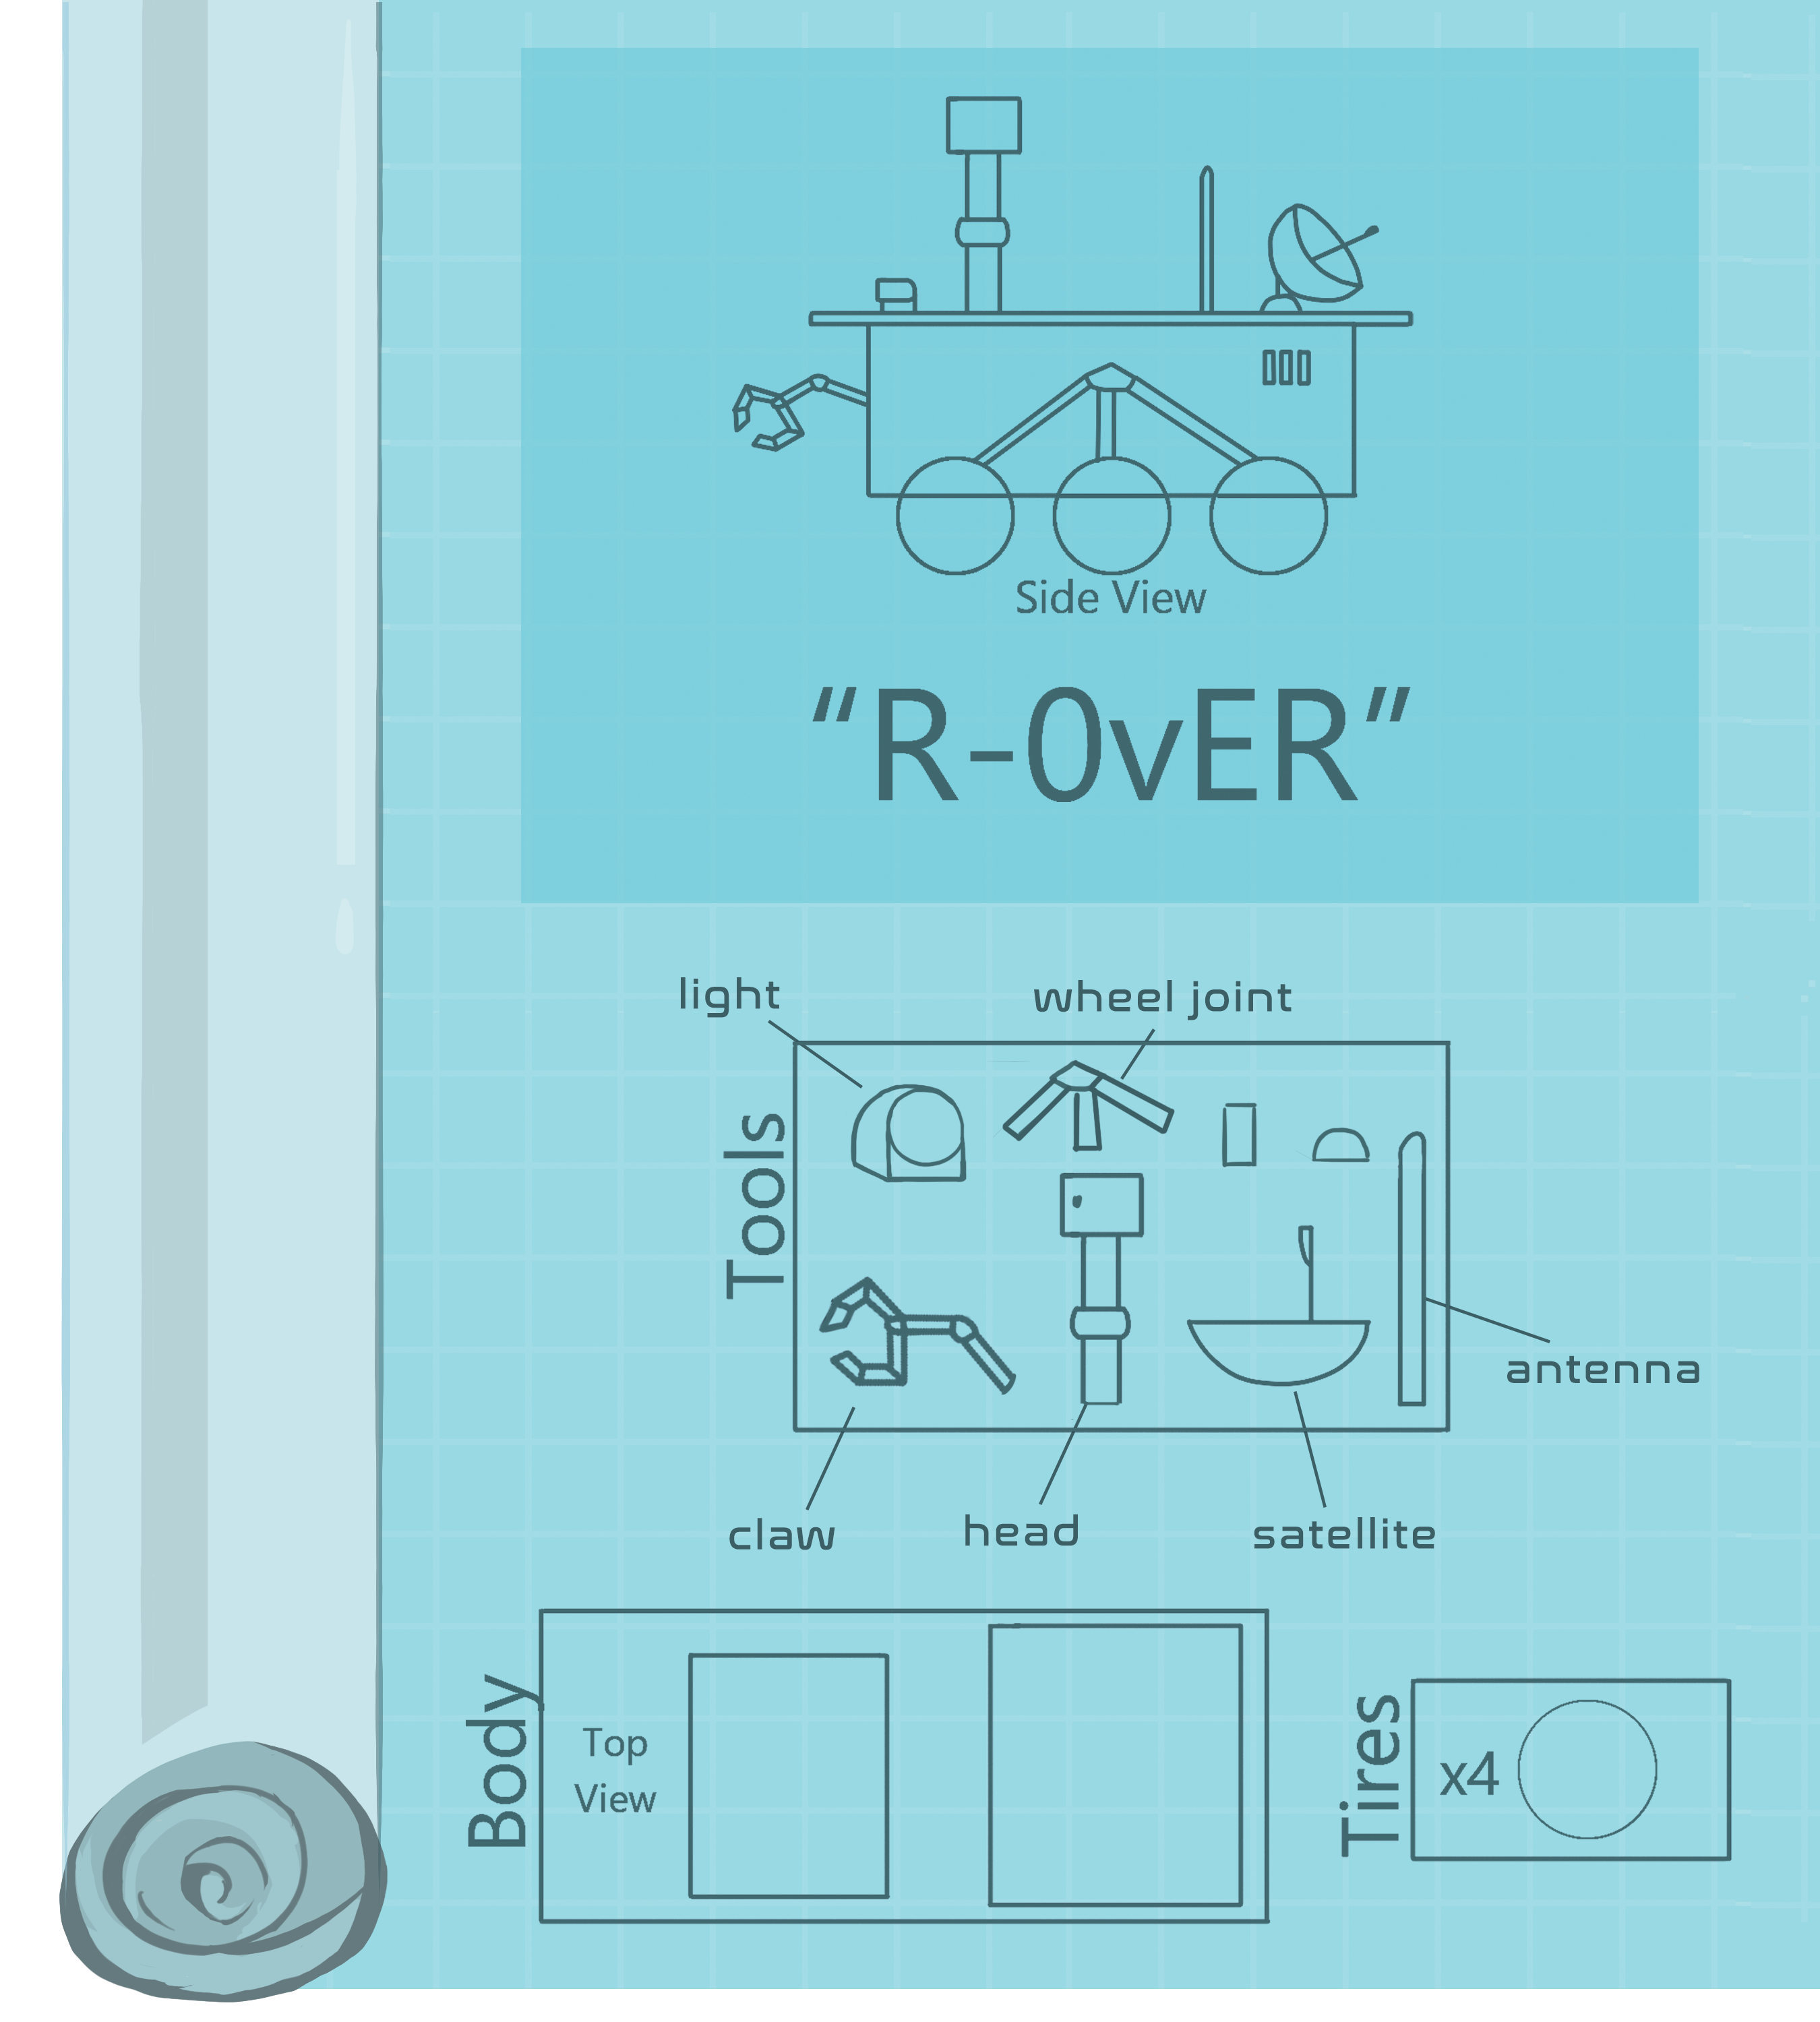 Side View
“R-0vER”
light
wheel joint
Tools
antenna
claw
head
satellite
Body
Top
View
Tires
x4